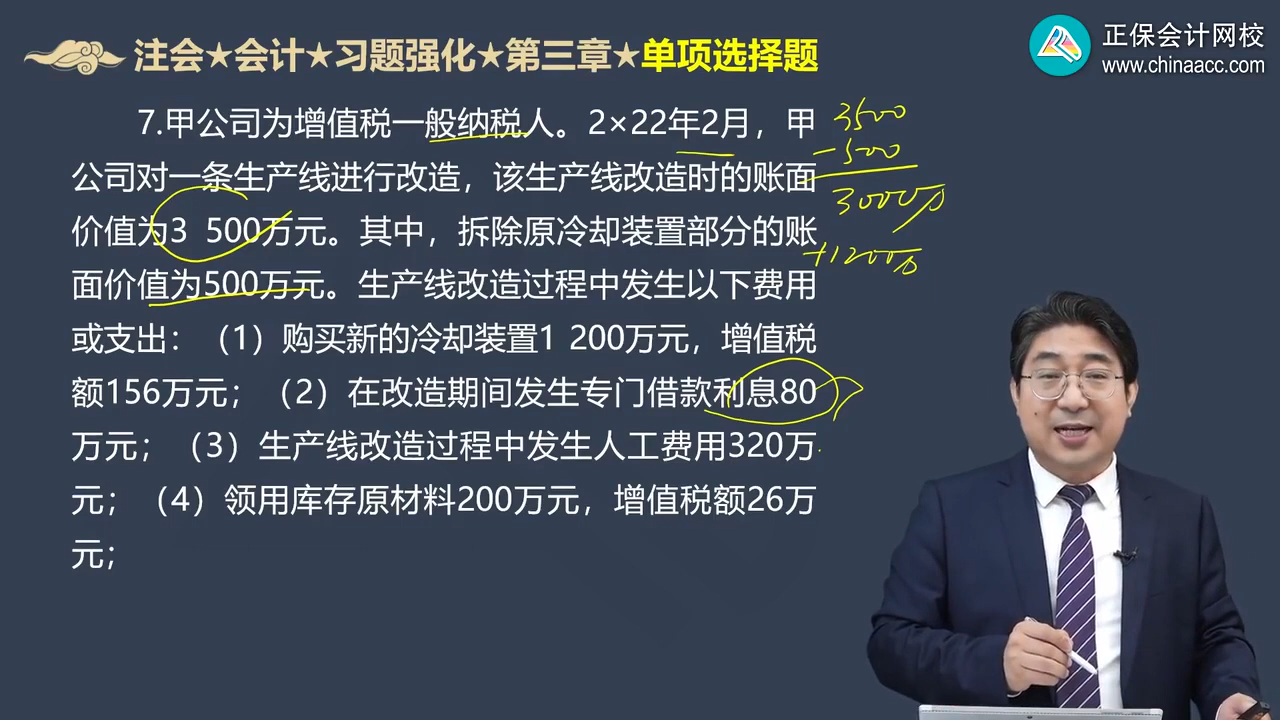 注会★会计★习题强化★第三章★单项选择题
正保会计网校
www.chinaacc.com
7.甲公司为增值税一般纳税人。2×22年2月，甲
公司对一条生产线进行改造，该生产线改造时的账面
价值为3 500万元。其中，拆除原冷却装置部分的账
面价值为500万元。生产线改造过程中发生以下费用
或支出：（1）购买新的冷却装置1 200万元，增值税
额156万元；（2）在改造期间发生专门借款利息80
万元；（3）生产线改造过程中发生人工费用320万
元；（4）领用库存原材料200万元，增值税额26万
元；
3500
-500
3000万
+1200万